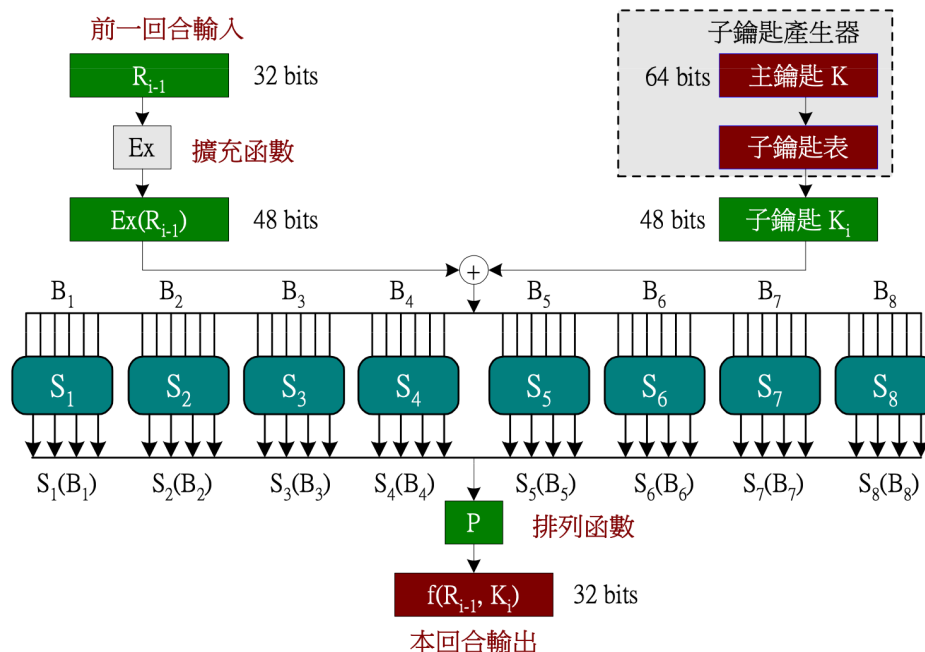 前一回合輸入
子鑰匙產生器
R_{i-1} 32 bits
64 bits 主鑰匙 K
Ex 擴充函數
子鑰匙表
Ex(R_{i-1}) 48 bits
48 bits 子鑰匙 K_i
+
B_1 B_2 B_3 B_4 B_5 B_6 B_7 B_8
S_1 S_2 S_3 S_4 S_5 S_6 S_7 S_8
S_1(B_1) S_2(B_2) S_3(B_3) S_4(B_4) S_5(B_5) S_6(B_6) S_7(B_7) S_8(B_8)
P 排列函數
f(R_{i-1}, K_i) 32 bits
本回合輸出